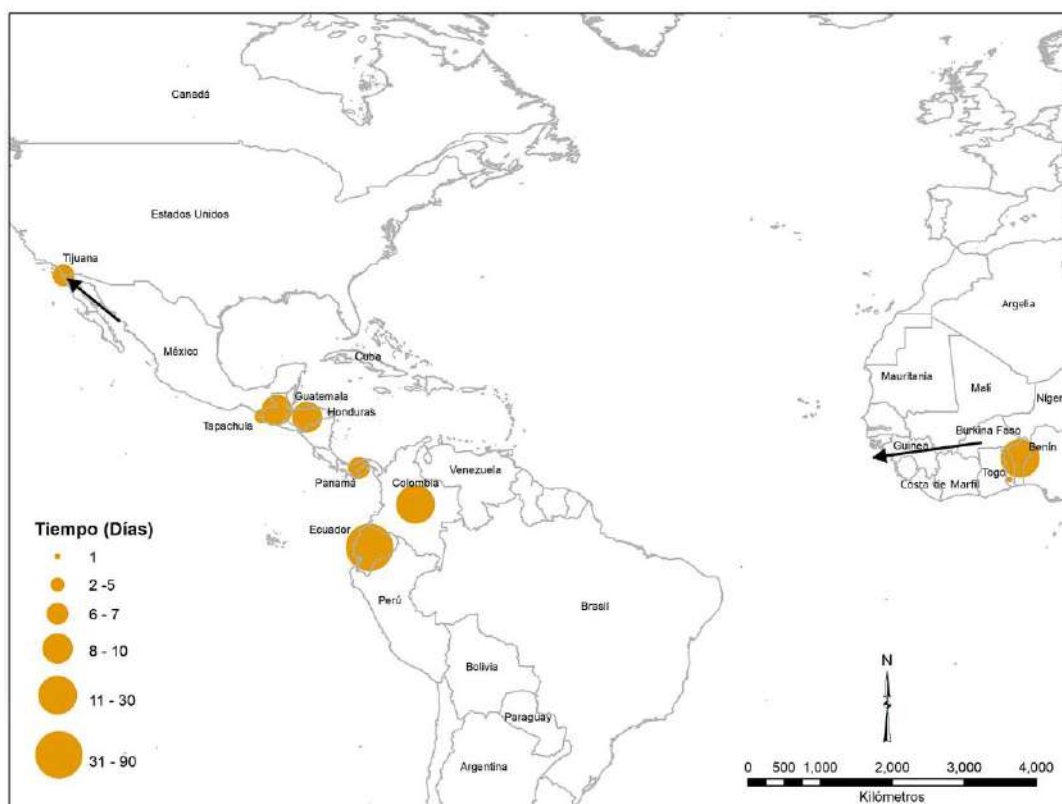 Canadá
Estados Unidos
Tijuana
Argelia
México
Cuba
Mauritania
Malí
Níger
Guatemala
Honduras
Tapachula
Burkina Faso
Guinea
Benín
Togo
Costa de Marfil
Panamá
Venezuela
Colombia
Ecuador
Perú
Brasil
Bolivia
Paraguay
Argentina
Tiempo (Días)
1
2 -5
6 - 7
8 - 10
11 - 30
31 - 90
N
0 500 1,000 2,000 3,000 4,000
Kilómetros